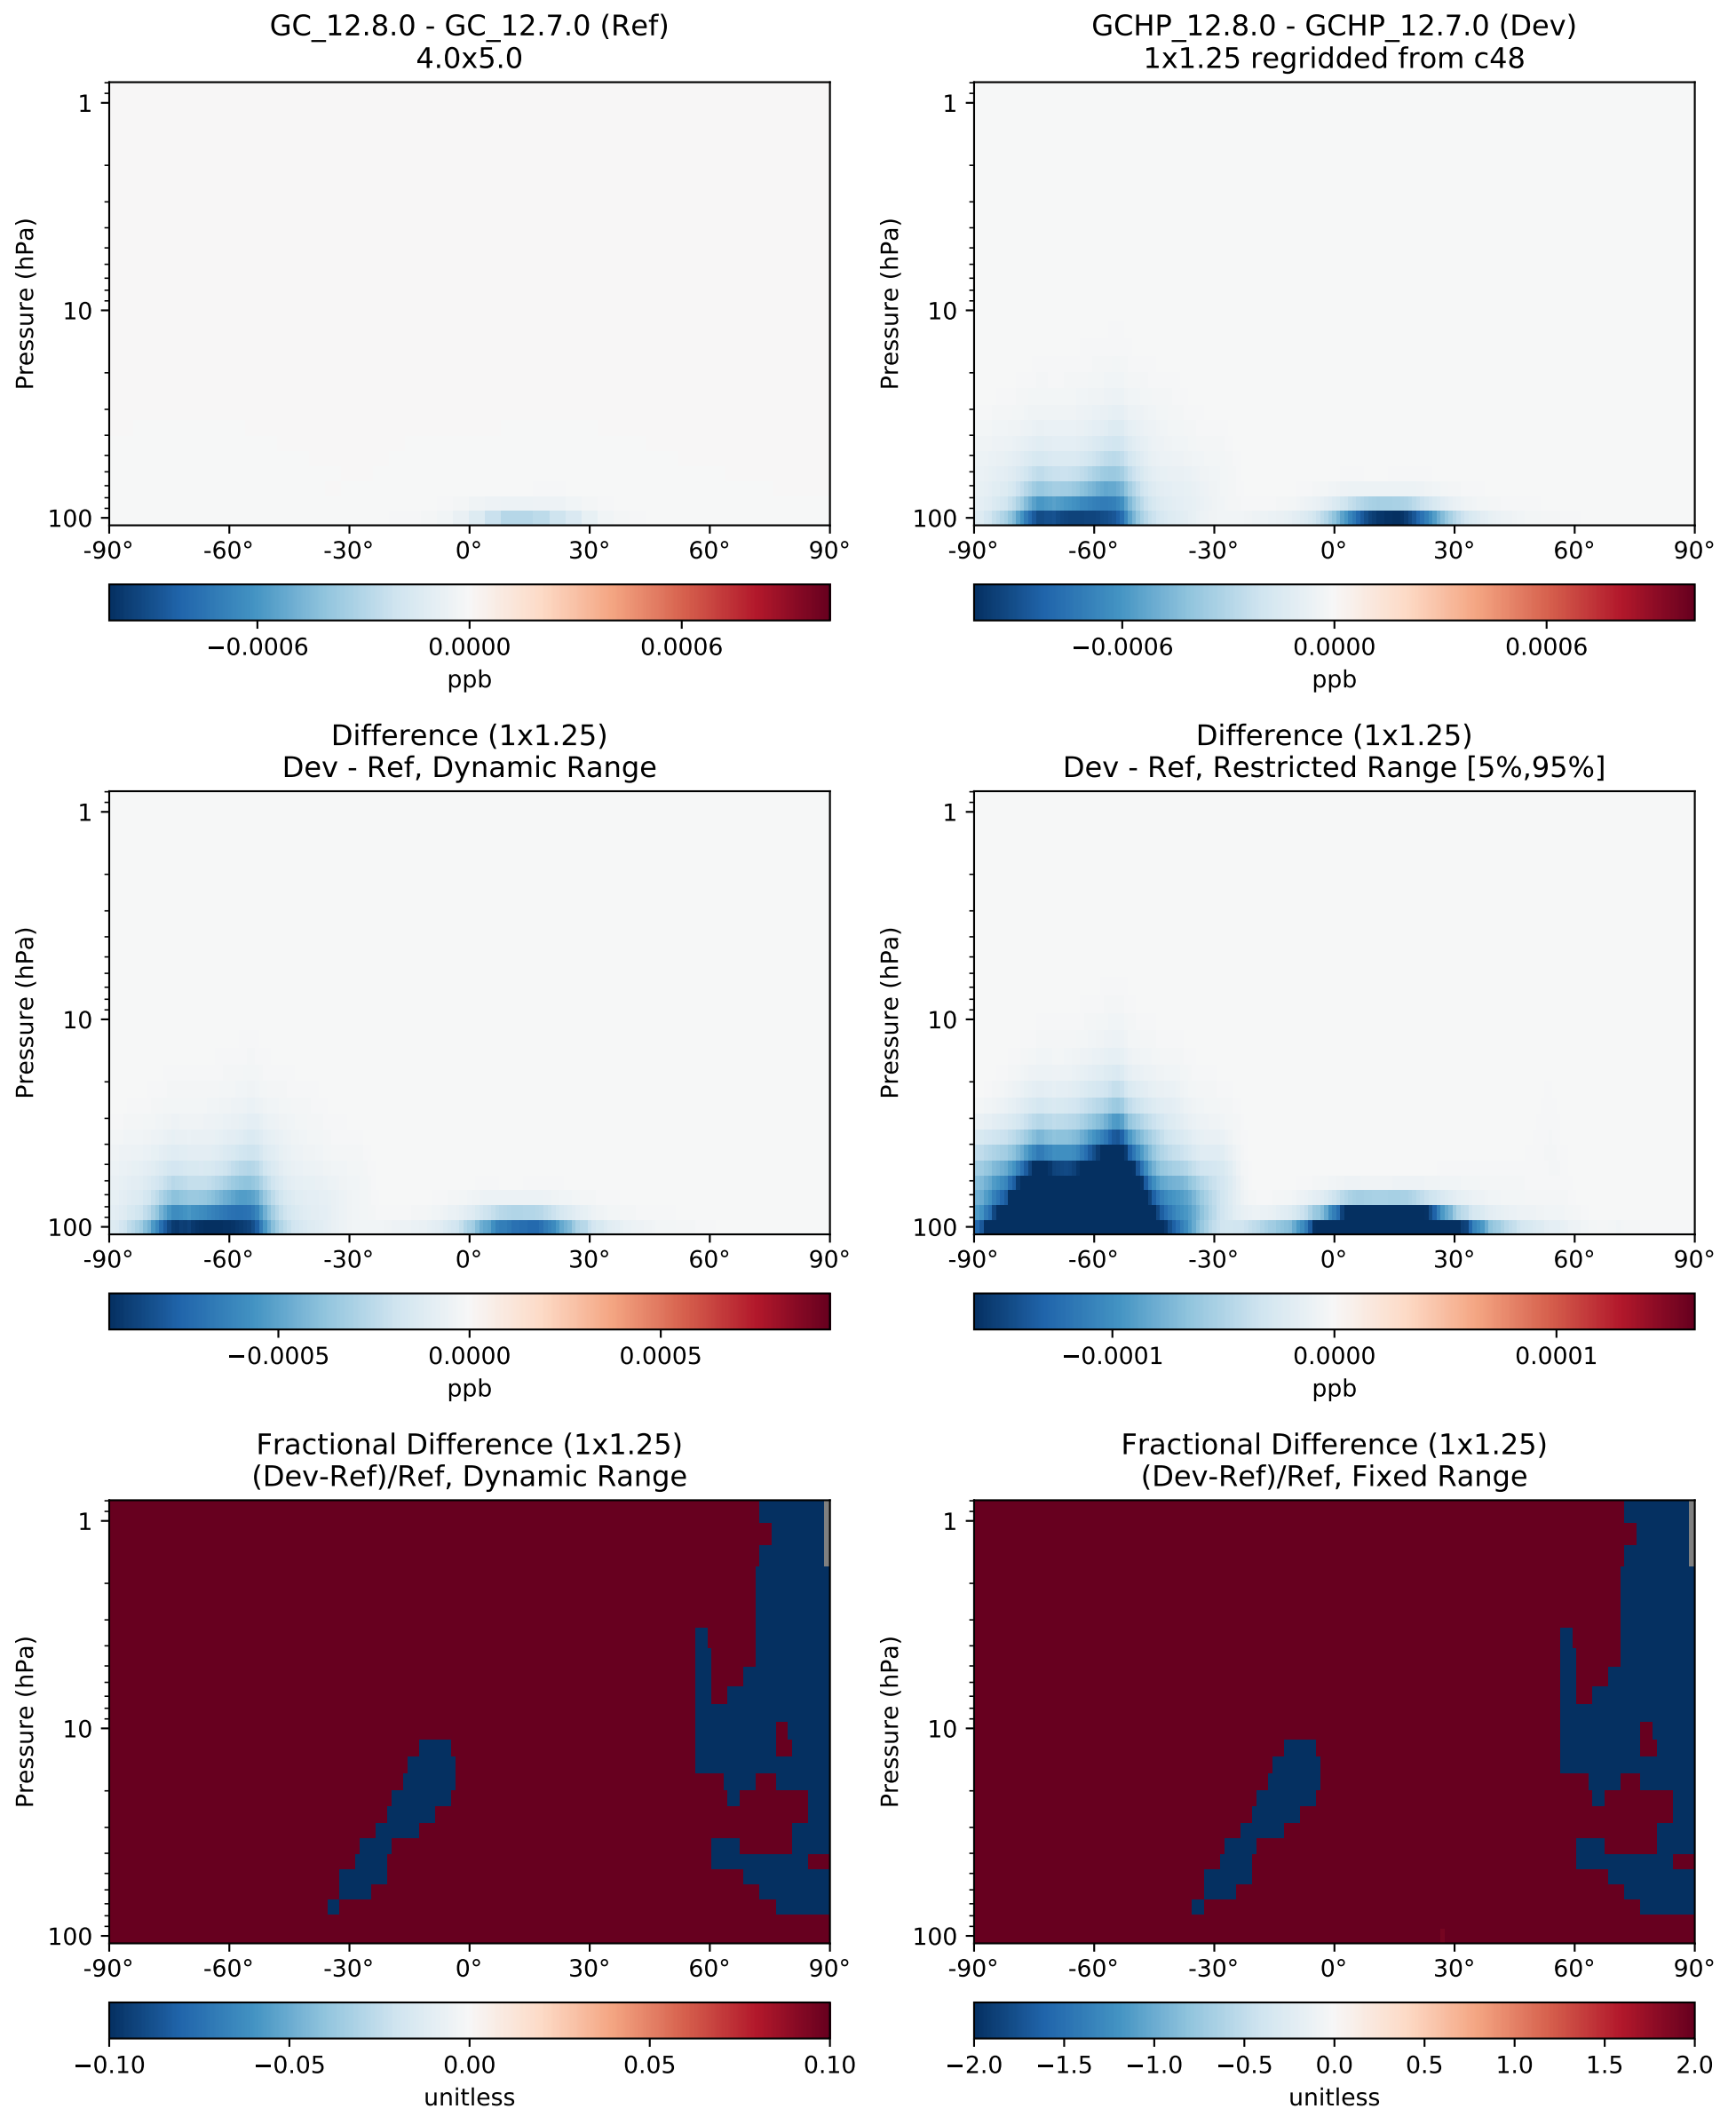 GC_12.8.0 - GC_12.7.0 (Ref)
4.0x5.0
Pressure (hPa)
1
10
100
-90° -60° -30° 0° 30° 60° 90°
−0.0006 0.0000 0.0006
ppb
GCHP_12.8.0 - GCHP_12.7.0 (Dev)
1x1.25 regridded from c48
Pressure (hPa)
1
10
100
-90° -60° -30° 0° 30° 60° 90°
−0.0006 0.0000 0.0006
ppb
Difference (1x1.25)
Dev - Ref, Dynamic Range
Pressure (hPa)
1
10
100
-90° -60° -30° 0° 30° 60° 90°
−0.0005 0.0000 0.0005
ppb
Difference (1x1.25)
Dev - Ref, Restricted Range [5%,95%]
Pressure (hPa)
1
10
100
-90° -60° -30° 0° 30° 60° 90°
−0.0001 0.0000 0.0001
ppb
Fractional Difference (1x1.25)
(Dev-Ref)/Ref, Dynamic Range
Pressure (hPa)
1
10
100
-90° -60° -30° 0° 30° 60° 90°
−0.10 −0.05 0.00 0.05 0.10
unitless
Fractional Difference (1x1.25)
(Dev-Ref)/Ref, Fixed Range
Pressure (hPa)
1
10
100
-90° -60° -30° 0° 30° 60° 90°
−2.0 −1.5 −1.0 −0.5 0.0 0.5 1.0 1.5 2.0
unitless